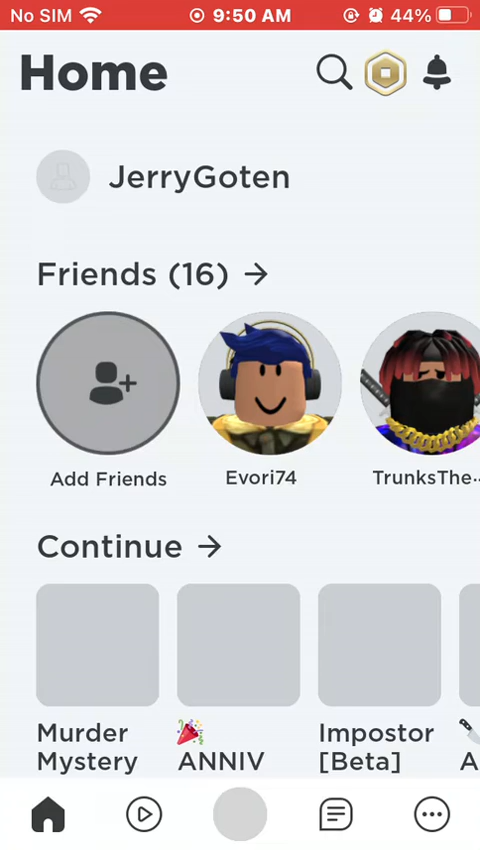 No SIM 9:50 AM 44%
Home
JerryGoten
Friends (16) →
Add Friends Evori74 TrunksThe...
Continue →
Murder 🎉 Impostor 🔪
Mystery ANNIV [Beta] A